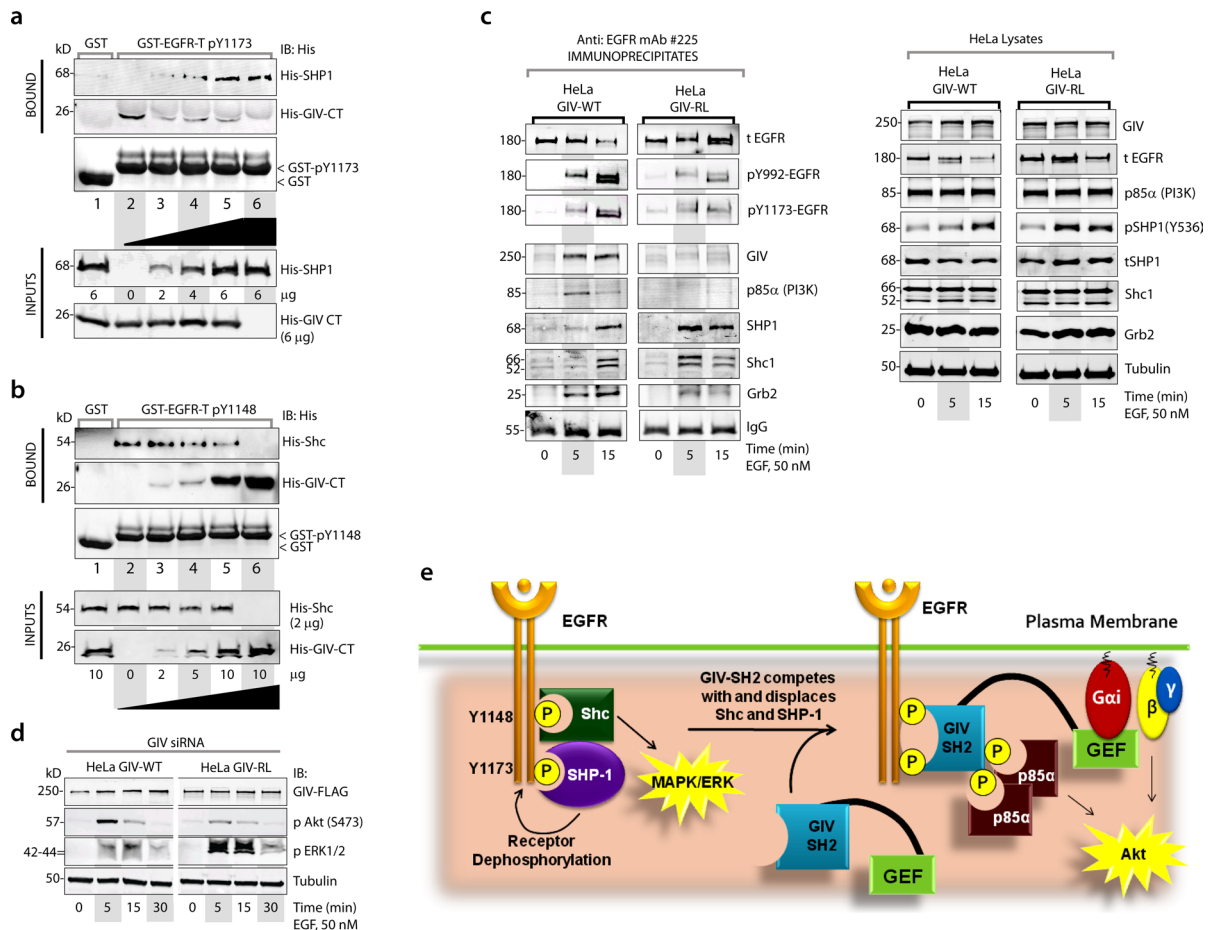 a
GST GST-EGFR-T pY1173
kD IB: His
BOUND
68- His-SHP1
26- His-GIV-CT
< GST-pY1173
< GST
1 2 3 4 5 6
INPUTS
68- His-SHP1
6 0 2 4 6 6 μg
26- His-GIV CT
(6 μg)
b
GST GST-EGFR-T pY1148
kD IB: His
BOUND
54- His-Shc
26- His-GIV-CT
< GST-pY1148
< GST
1 2 3 4 5 6
INPUTS
54- His-Shc
(2 μg)
26- His-GIV-CT
10 0 2 5 10 10 μg
c
Anti: EGFR mAb #225
IMMUNOPRECIPITATES
HeLa GIV-WT HeLa GIV-RL
180- t EGFR
180- pY992-EGFR
180- pY1173-EGFR
250- GIV
85- p85α (PI3K)
68- SHP1
66-
52- Shc1
25- Grb2
55- IgG
0 5 15 0 5 15 Time (min)
EGF, 50 nM
HeLa Lysates
HeLa GIV-WT HeLa GIV-RL
250- GIV
180- t EGFR
85- p85α (PI3K)
68- pSHP1(Y536)
68- tSHP1
66-
52- Shc1
25- Grb2
50- Tubulin
0 5 15 0 5 15 Time (min)
EGF, 50 nM
d
GIV siRNA
kD HeLa GIV-WT HeLa GIV-RL IB:
250- GIV-FLAG
57- p Akt (S473)
42-44= p ERK1/2
50- Tubulin
0 5 15 30 0 5 15 30 Time (min)
EGF, 50 nM
e
EGFR EGFR Plasma Membrane
Y1148 P Shc
Y1173 P SHP-1
MAPK/ERK
Receptor
Dephosphorylation
GIV-SH2 competes
with and displaces
Shc and SHP-1
GIV
SH2
GEF
P
P
GIV
SH2
P
P
p85α
p85α
GEF
Gαi
β
γ
Akt